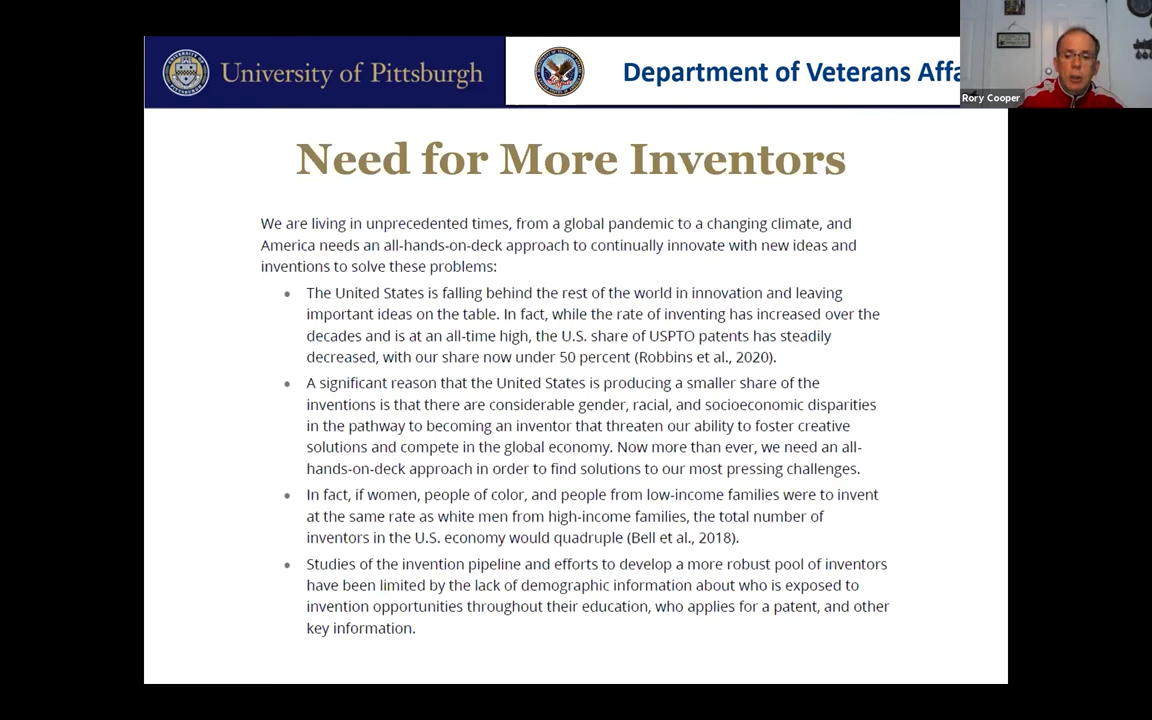 University of Pittsburgh
Department of Veterans Affa
Rory Cooper
Need for More Inventors
We are living in unprecedented times, from a global pandemic to a changing climate, and
America needs an all-hands-on-deck approach to continually innovate with new ideas and
inventions to solve these problems:
• The United States is falling behind the rest of the world in innovation and leaving
important ideas on the table. In fact, while the rate of inventing has increased over the
decades and is at an all-time high, the U.S. share of USPTO patents has steadily
decreased, with our share now under 50 percent (Robbins et al., 2020).
• A significant reason that the United States is producing a smaller share of the
inventions is that there are considerable gender, racial, and socioeconomic disparities
in the pathway to becoming an inventor that threaten our ability to foster creative
solutions and compete in the global economy. Now more than ever, we need an all-
hands-on-deck approach in order to find solutions to our most pressing challenges.
• In fact, if women, people of color, and people from low-income families were to invent
at the same rate as white men from high-income families, the total number of
inventors in the U.S. economy would quadruple (Bell et al., 2018).
• Studies of the invention pipeline and efforts to develop a more robust pool of inventors
have been limited by the lack of demographic information about who is exposed to
invention opportunities throughout their education, who applies for a patent, and other
key information.